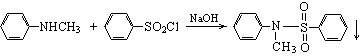 NHCH3 + SO2Cl NaOH N S O O CH3 ↓